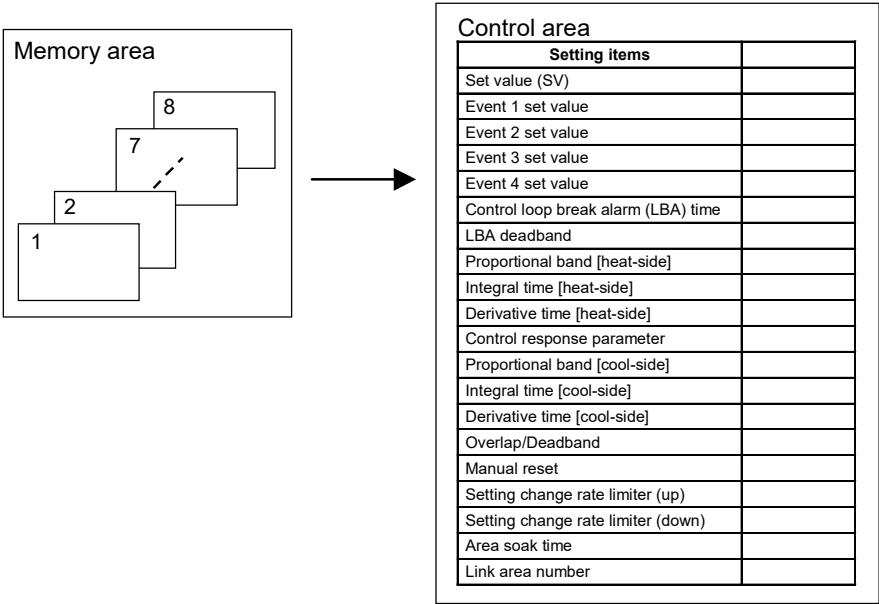 Memory area
8
7
2
1
Control area
Setting items
Set value (SV)
Event 1 set value
Event 2 set value
Event 3 set value
Event 4 set value
Control loop break alarm (LBA) time
LBA deadband
Proportional band [heat-side]
Integral time [heat-side]
Derivative time [heat-side]
Control response parameter
Proportional band [cool-side]
Integral time [cool-side]
Derivative time [cool-side]
Overlap/Deadband
Manual reset
Setting change rate limiter (up)
Setting change rate limiter (down)
Area soak time
Link area number